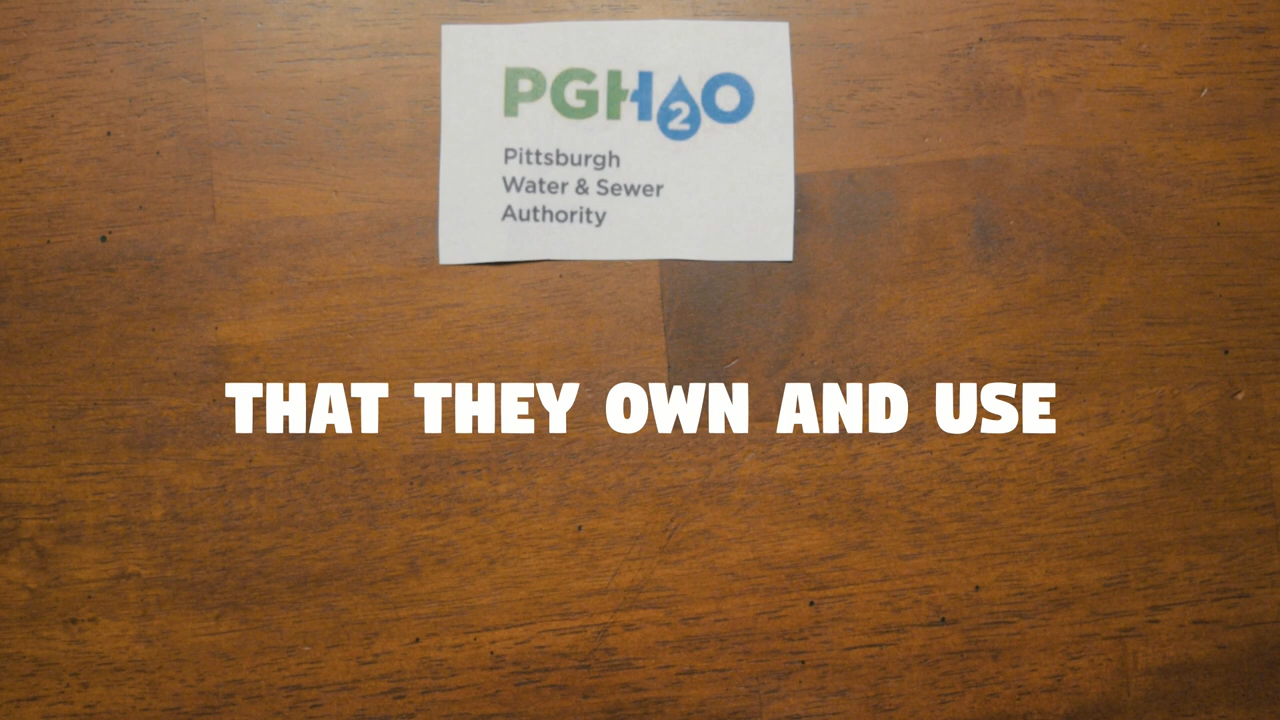 PGH2O
Pittsburgh
Water & Sewer
Authority
THAT THEY OWN AND USE